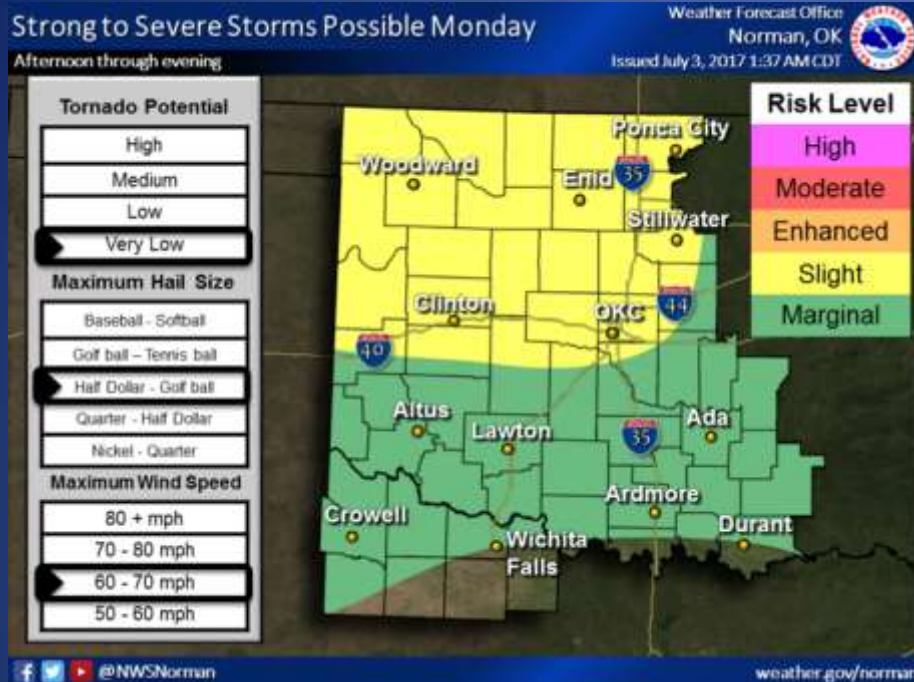 Strong to Severe Storms Possible Monday
Afternoon through evening
Weather Forecast Office
Norman, OK
Issued July 3, 2017 1:37 AM CDT
Tornado Potential
High
Medium
Low
Very Low
Maximum Hail Size
Baseball - Softball
Golf ball – Tennis ball
Half Dollar - Golf ball
Quarter - Half Dollar
Nickel - Quarter
Maximum Wind Speed
80 + mph
70 - 80 mph
60 - 70 mph
50 - 60 mph
Ponca City
Woodward
Enid
35
Stillwater
Clinton
OKC
44
40
Altus
Lawton
35
Ada
Crowell
Ardmore
Durant
Wichita
Falls
Risk Level
High
Moderate
Enhanced
Slight
Marginal
@NWSNorman
weather.gov/norman